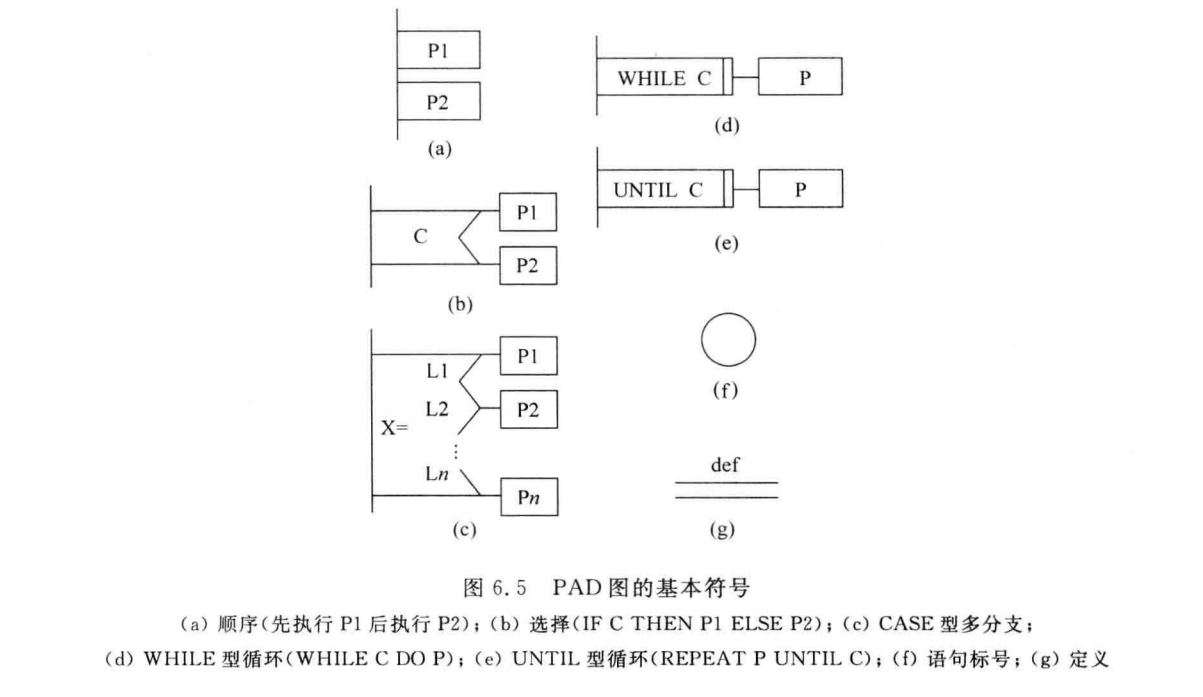 P1
P2
(a)
C
P1
P2
(b)
X=
L1
P1
L2
P2
⋮
Ln
Pn
(c)
WHILE C
P
(d)
UNTIL C
P
(e)
(f)
def
(g)
图 6.5 PAD 图的基本符号
(a) 顺序(先执行 P1 后执行 P2)；(b) 选择(IF C THEN P1 ELSE P2)；(c) CASE 型多分支；
(d) WHILE 型循环(WHILE C DO P)；(e) UNTIL 型循环(REPEAT P UNTIL C)；(f) 语句标号；(g) 定义